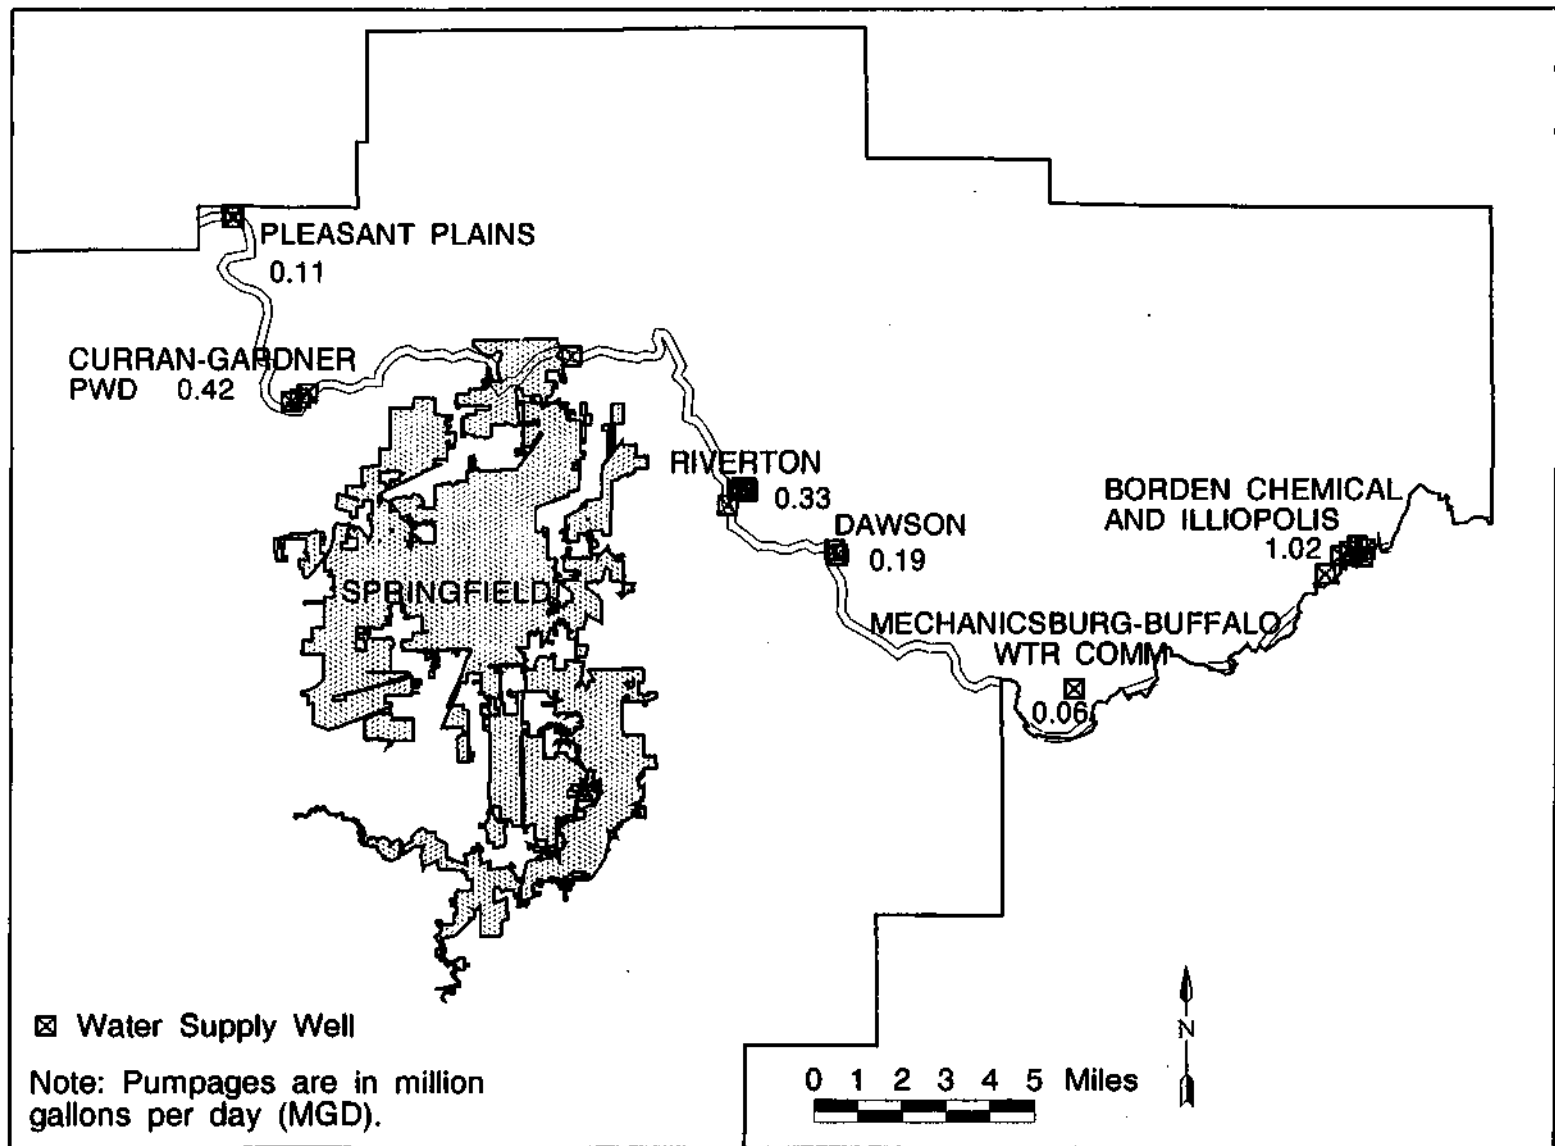 PLEASANT PLAINS
0.11
CURRAN-GARDNER
PWD 0.42
RIVERTON
0.33
DAWSON
0.19
BORDEN CHEMICAL
AND ILLIOPOLIS
1.02
SPRINGFIELD
MECHANICSBURG-BUFFALO
WTR COMM
0.06
Water Supply Well
Note: Pumpages are in million
gallons per day (MGD).
0 1 2 3 4 5 Miles
N